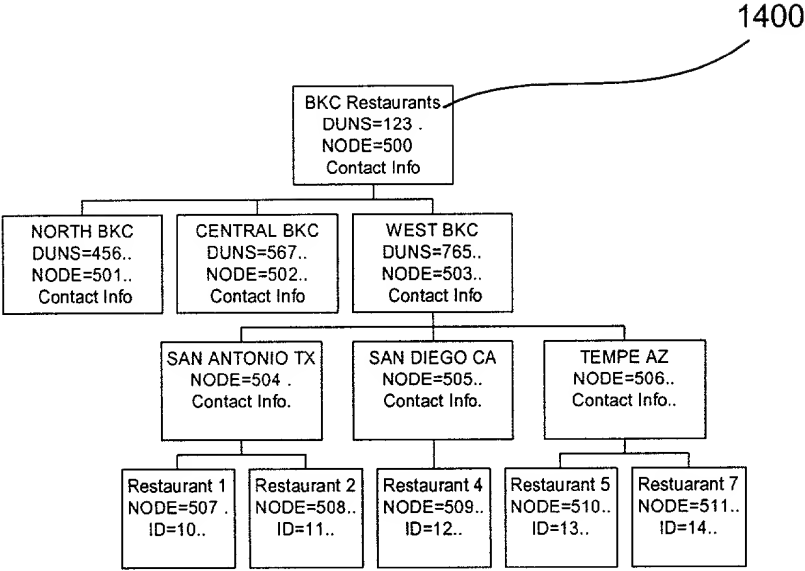 1400
BKC Restaurants
DUNS=123 .
NODE=500
Contact Info
NORTH BKC
DUNS=456..
NODE=501..
Contact Info
CENTRAL BKC
DUNS=567..
NODE=502..
Contact Info
WEST BKC
DUNS=765..
NODE=503..
Contact Info
SAN ANTONIO TX
NODE=504 .
Contact Info.
SAN DIEGO CA
NODE=505..
Contact Info.
TEMPE AZ
NODE=506..
Contact Info..
Restaurant 1
NODE=507 .
ID=10..
Restaurant 2
NODE=508..
ID=11..
Restuarant 4
NODE=509..
ID=12..
Restaurant 5
NODE=510..
ID=13..
Restuarant 7
NODE=511..
ID=14..